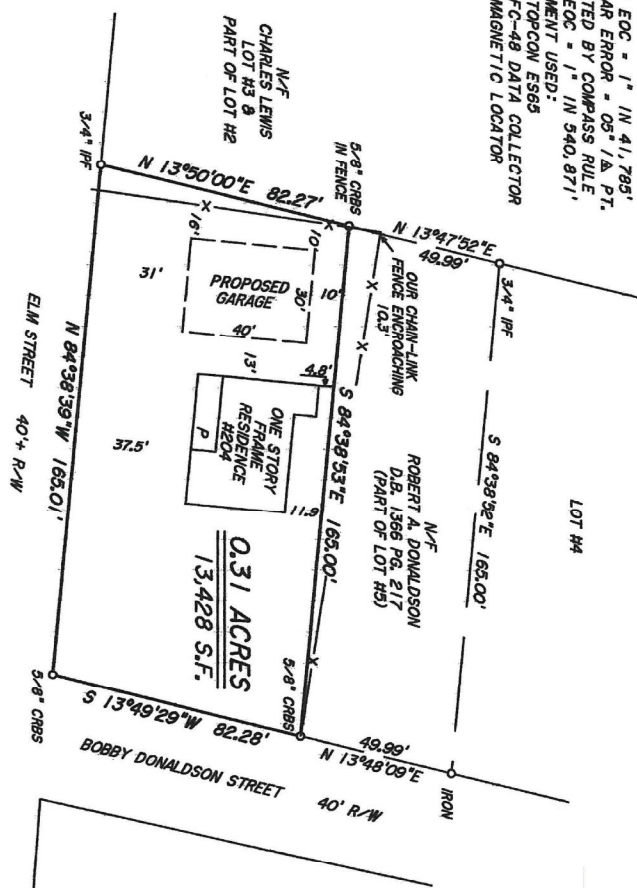 EOC = 1" IN 41,785'
AR ERROR = 05" /∆ PT.
TED BY COMPASS RULE
EOC = 1" IN 540,871'
MENT USED:
TOPCON ES65
FC-48 DATA COLLECTOR
MAGNETIC LOCATOR
LOT #4
3/4" IPF
S 84°38'52"E 165.00'
IRON
N 13°47'52"E
49.99'
49.99'
N 13°48'09"E
N/F
ROBERT A. DONALDSON
D.B. 1366 PG. 217
(PART OF LOT #5)
OUR CHAIN-LINK
FENCE ENCROACHING
10.3'
5/8" CRBS
IN FENCE
S 84°38'53"E 165.00'
5/8" CRBS
N/F
CHARLES LEWIS
LOT #3 &
PART OF LOT #2
N 13°50'00"E 82.27'
X
X
X
X
X
16'
10'
10'
PROPOSED
GARAGE
30'
40'
31'
13'
4.8'
ONE STORY
FRAME
RESIDENCE
#204
P
11.9
37.5'
0.31 ACRES
13,428 S.F.
3/4" IPF
N 84°38'39"W 165.01'
5/8" CRBS
S 13°49'29"W 82.28'
ELM STREET 40'+ R/W
BOBBY DONALDSON STREET 40' R/W